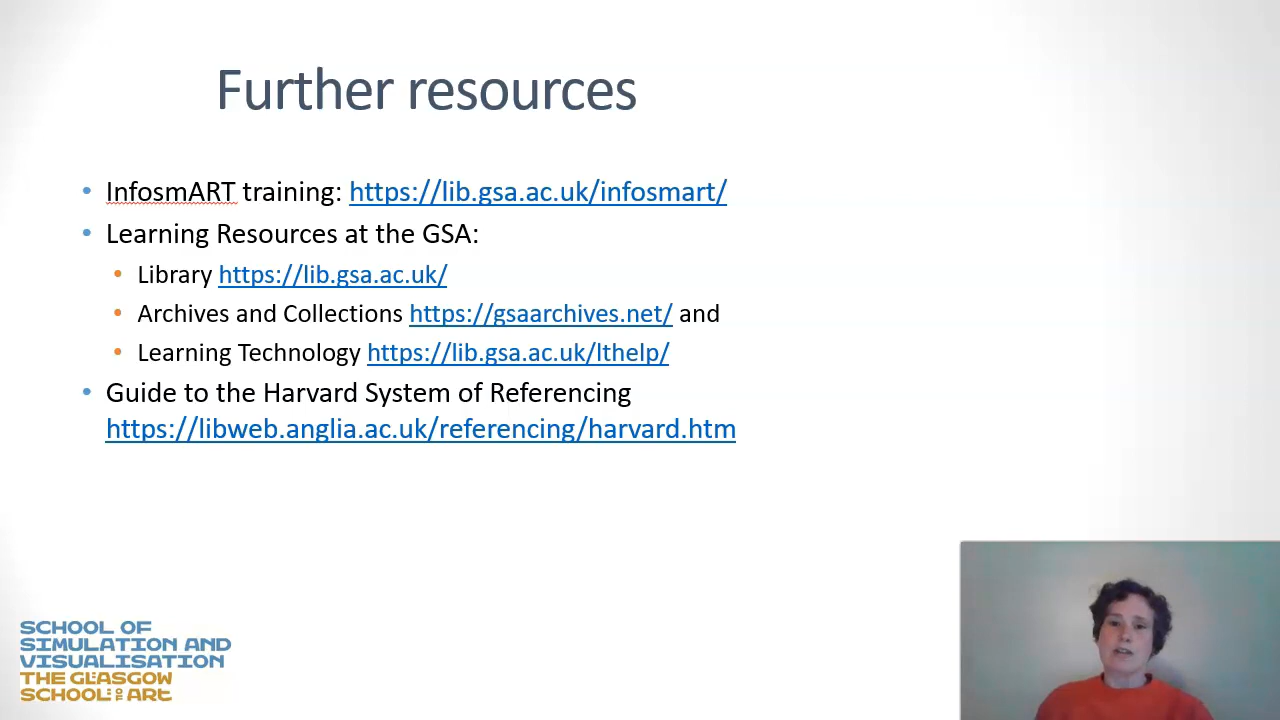 Further resources
InfosmART training: https://lib.gsa.ac.uk/infosmart/
Learning Resources at the GSA:
Library https://lib.gsa.ac.uk/
Archives and Collections https://gsaarchives.net/ and
Learning Technology https://lib.gsa.ac.uk/lthelp/
Guide to the Harvard System of Referencing
https://libweb.anglia.ac.uk/referencing/harvard.htm
SCHOOL OF
SIMULATION AND
VISUALISATION
THE GLASGOW
SCHOOL OF ART